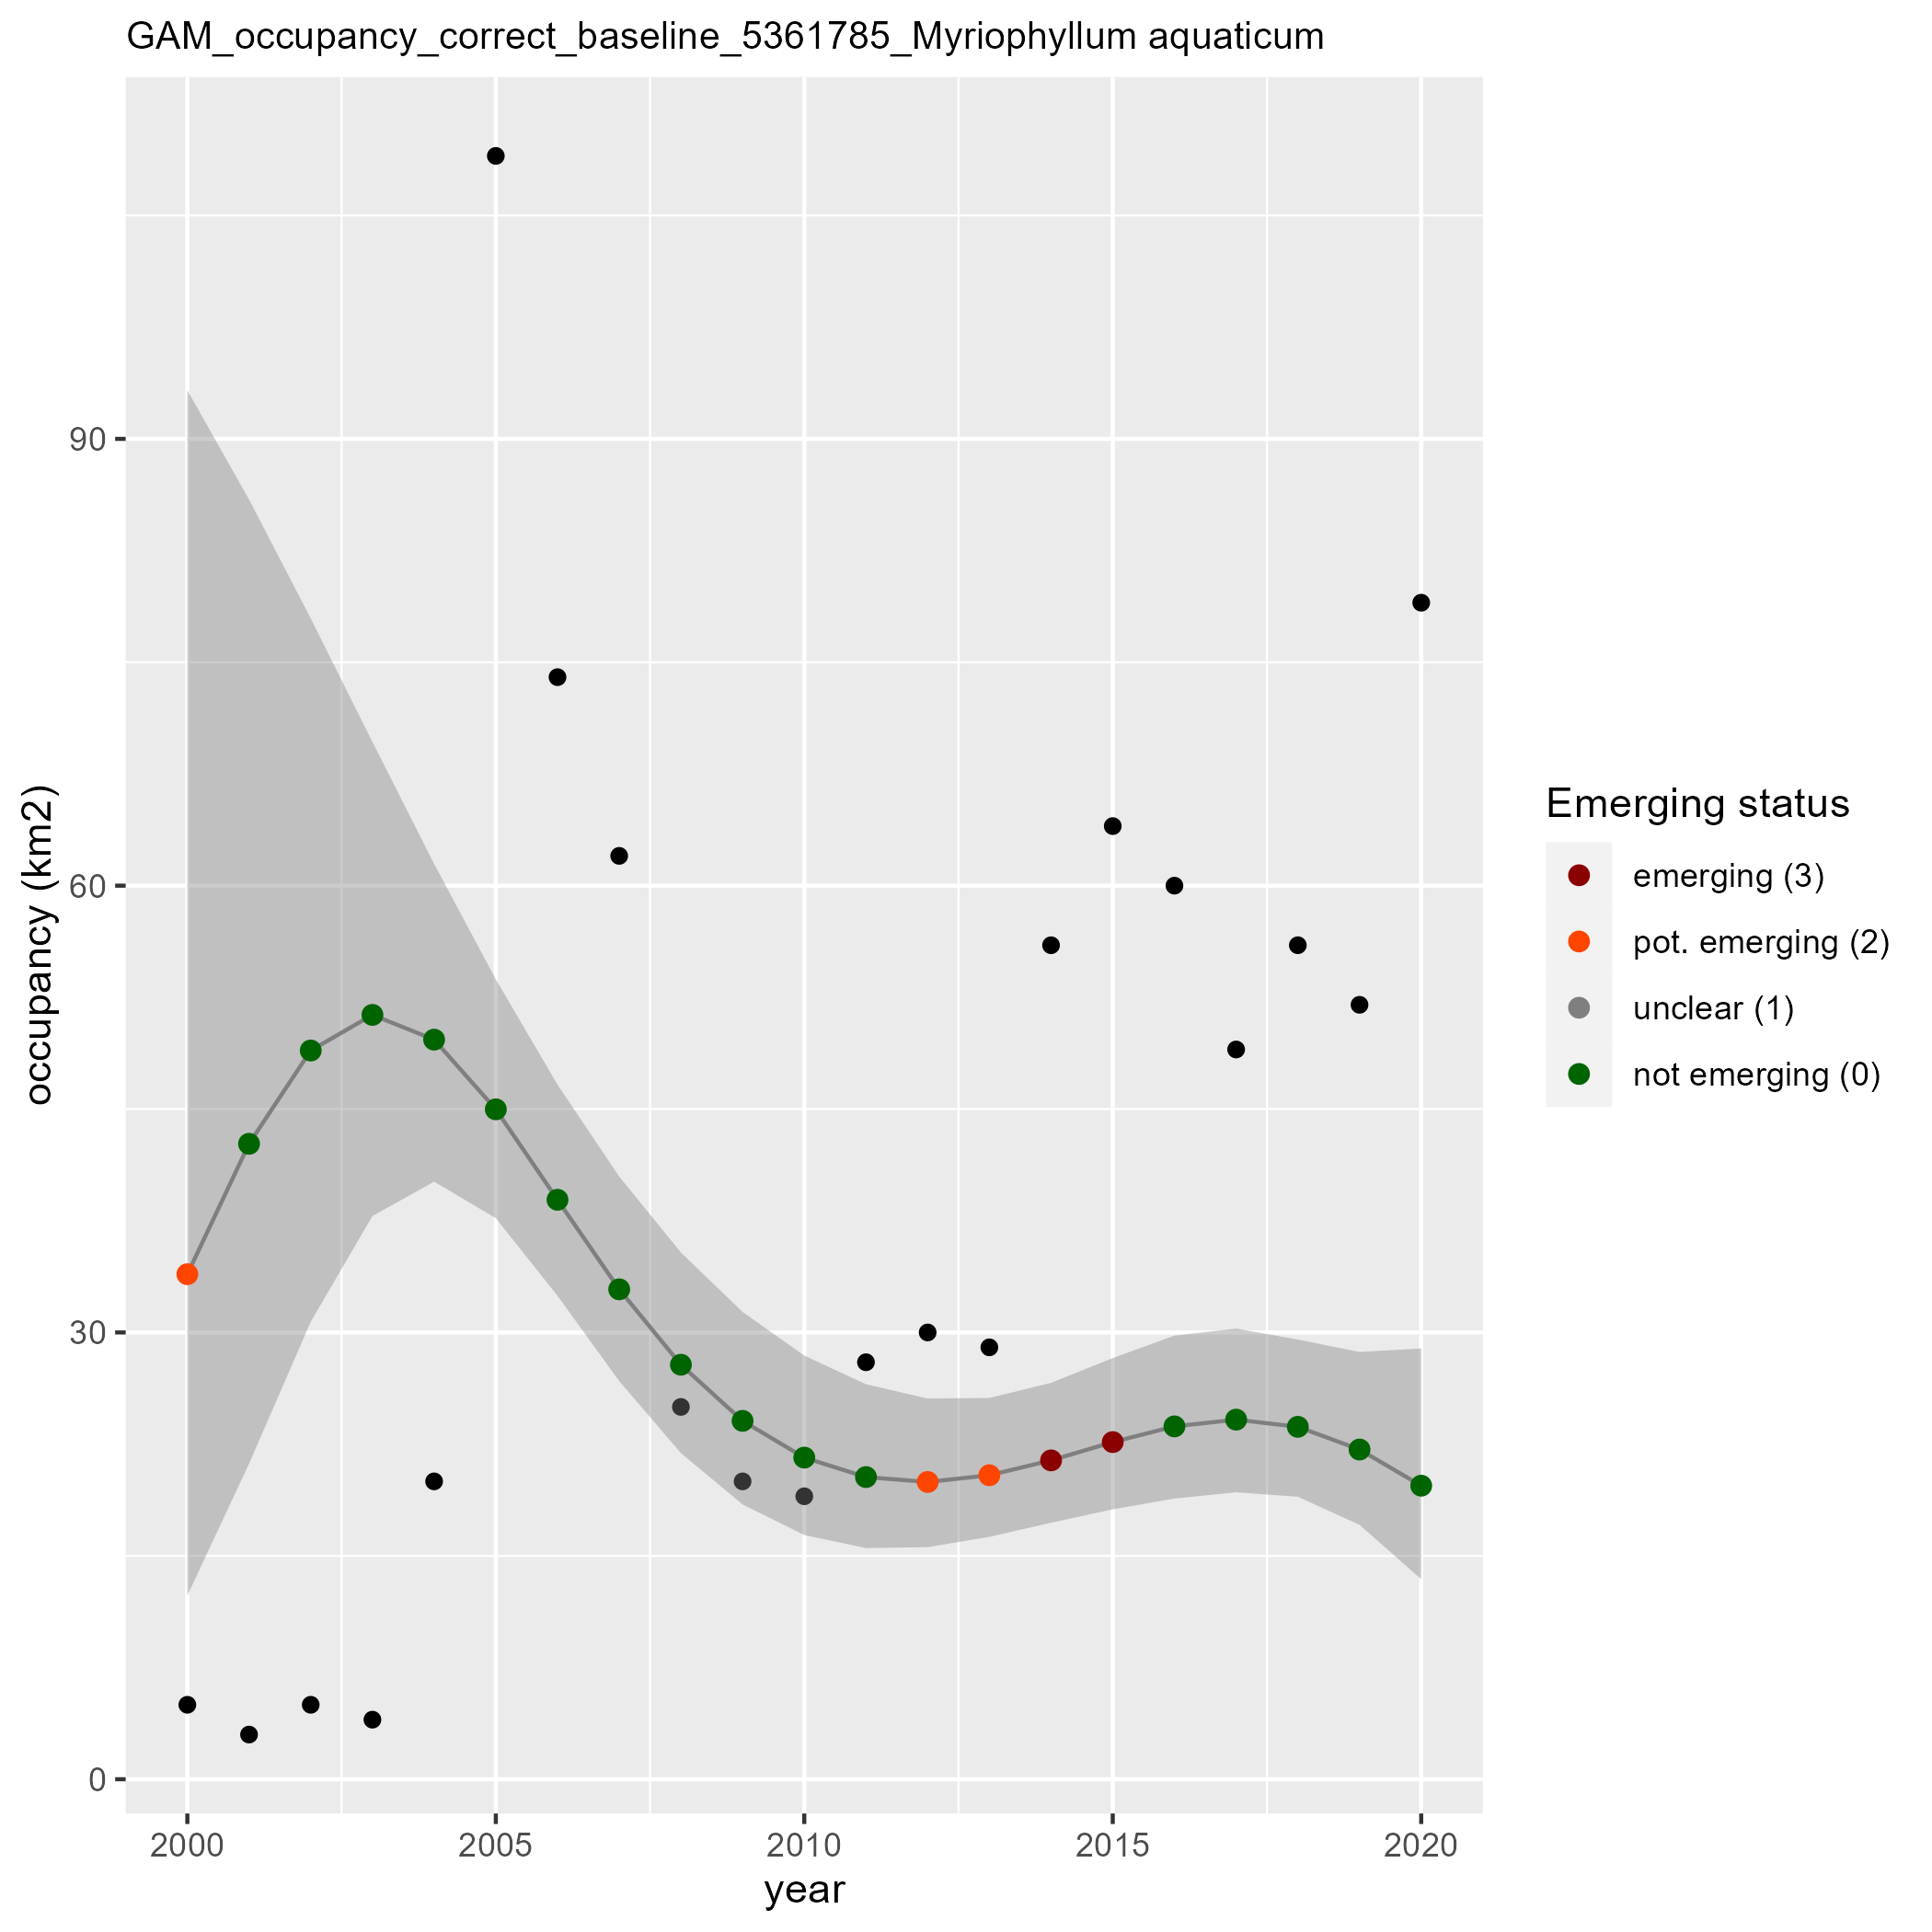 GAM_occupancy_correct_baseline_5361785_Myriophyllum aquaticum
occupancy (km2)
90
60
30
0
2000 2005 2010 2015 2020
year
Emerging status
emerging (3)
pot. emerging (2)
unclear (1)
not emerging (0)